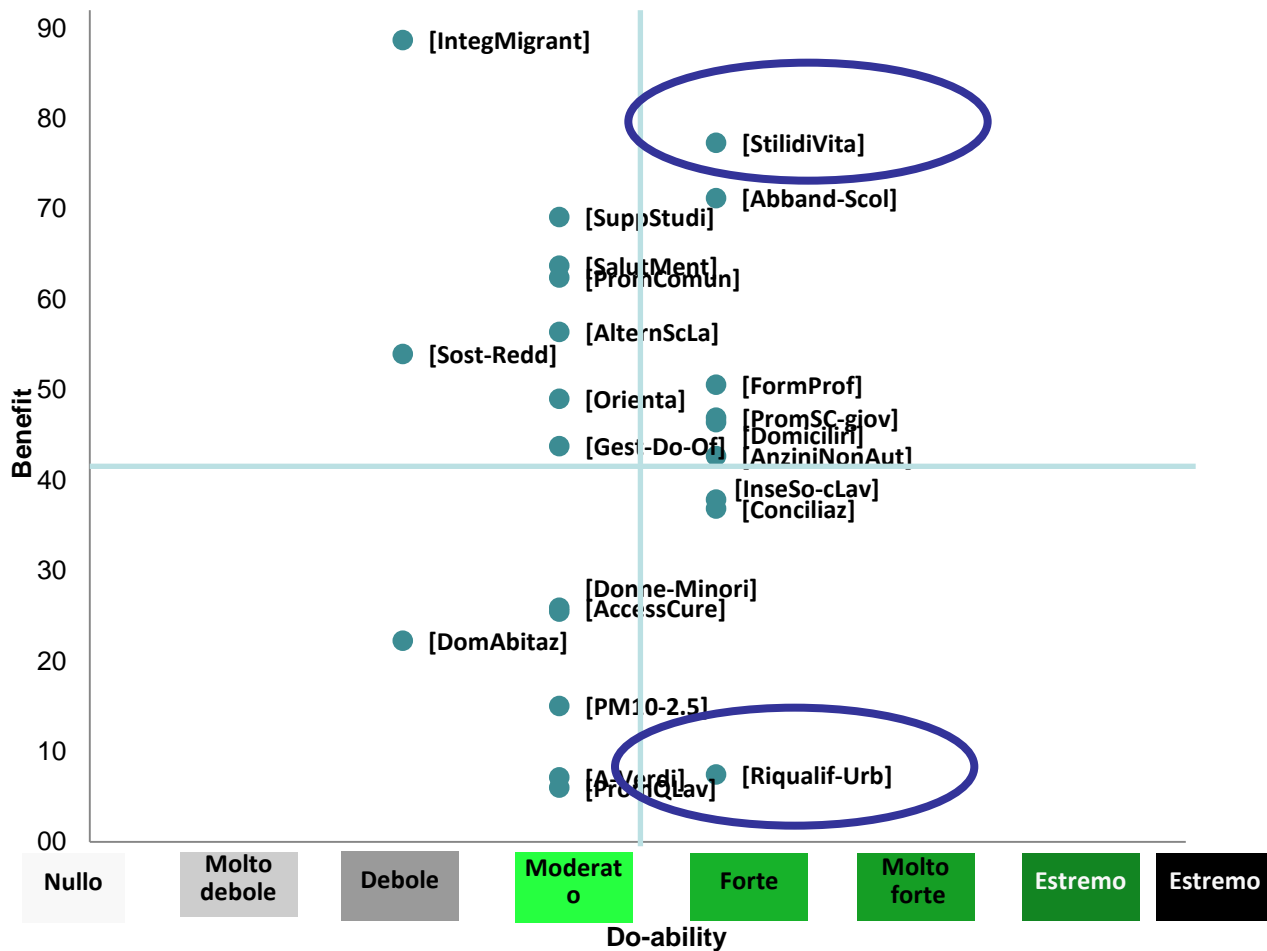 90
[IntegMigrant]
80
[StilidiVita]
70
[Abband-Scol]
[SuppStudi]
[SalutMent]
[PromComun]
60
[AlternScLa]
[Sost-Redd]
50
[FormProf]
[Orienta]
[PromSC-giov]
[DomicilirI]
[Gest-Do-Of]
[AnziniNonAut]
40
Benefit
[InseSo-cLav]
[Conciliaz]
30
[Donne-Minori]
[AccessCure]
20
[DomAbitaz]
[PM10-2.5]
10
[A-Verdi]
[PromQLav]
[Riqualif-Urb]
00
Nullo
Molto
debole
Debole
Moderat
o
Forte
Molto
forte
Estremo
Estremo
Do-ability